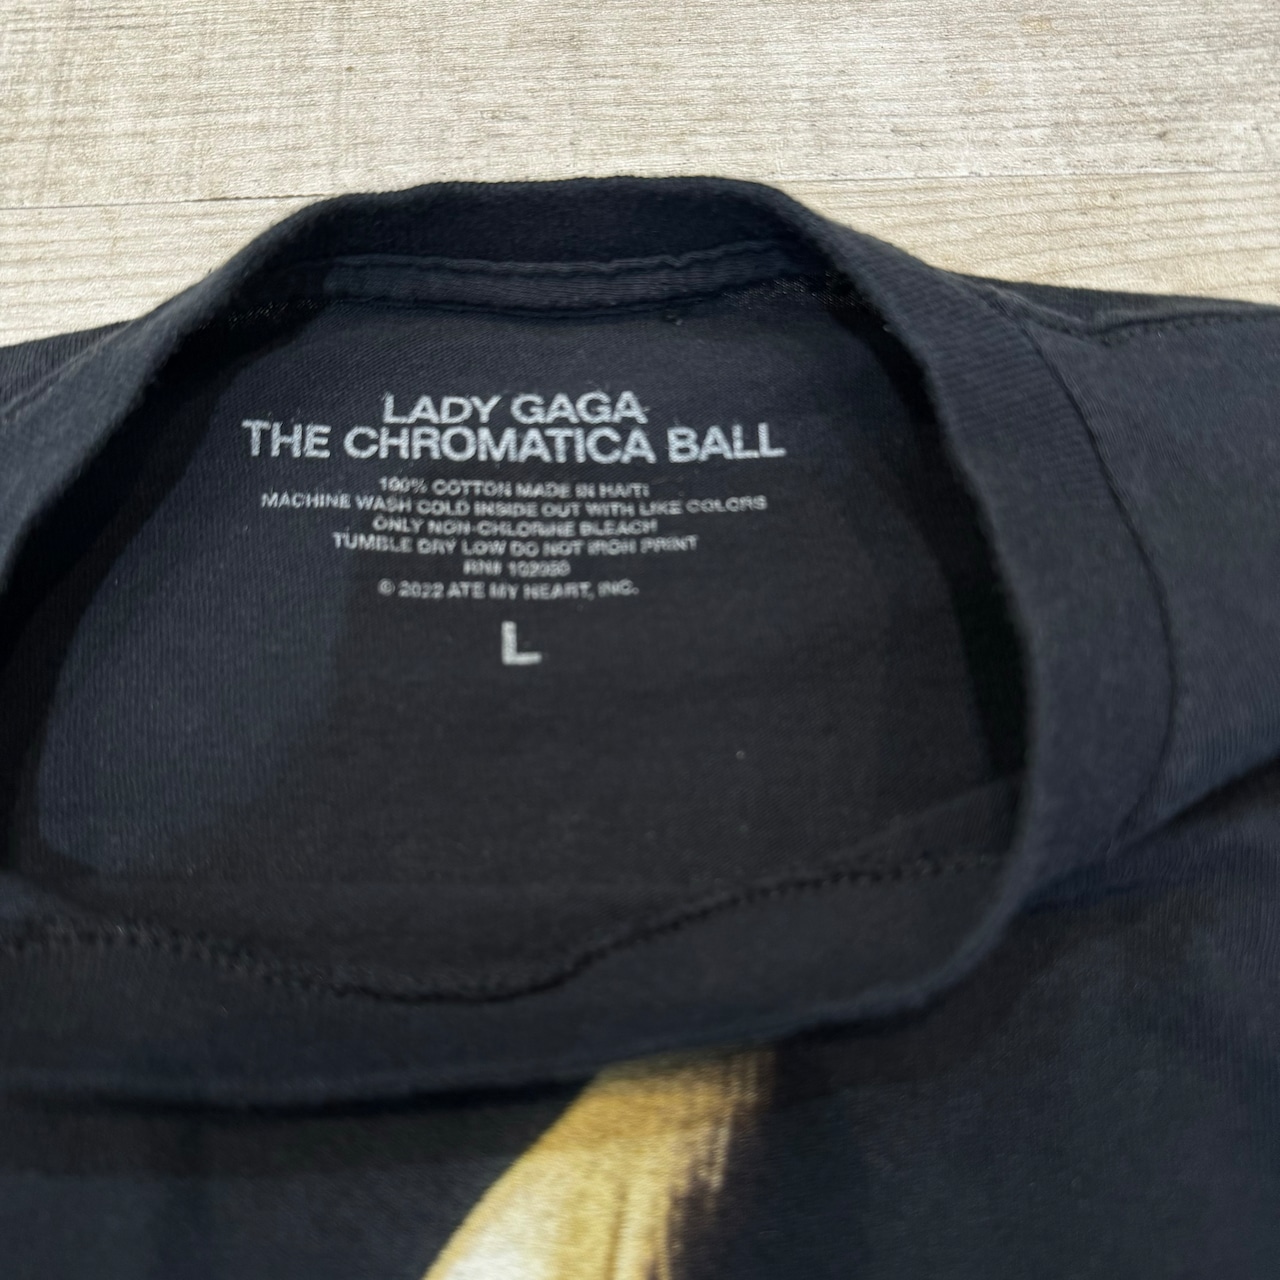 LADY GAGA
THE CHROMATICA BALL
100% COTTON MADE IN HAITI
MACHINE WASH COLD INSIDE OUT WITH LIKE COLORS
ONLY NON-CHLORINE BLEACH
TUMBLE DRY LOW DO NOT IRON PRINT
RN#
© 2022 ATE MY HEART, INC.
L